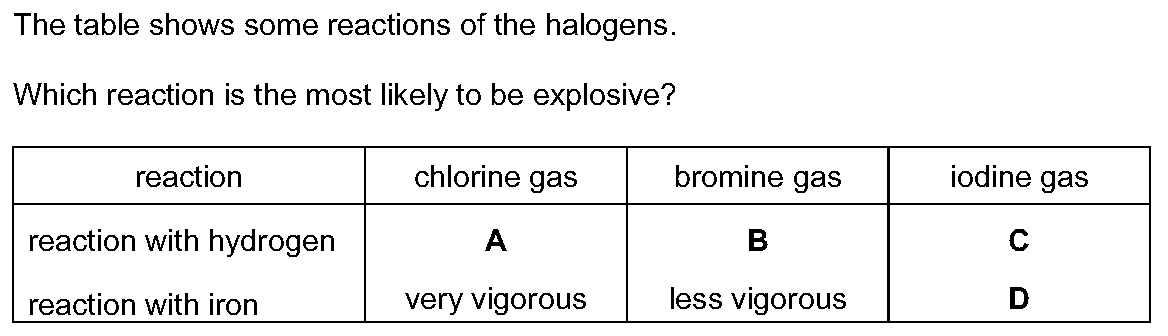 The table shows some reactions of the halogens.
Which reaction is the most likely to be explosive?
reaction chlorine gas bromine gas iodine gas
reaction with hydrogen A B C
reaction with iron very vigorous less vigorous D